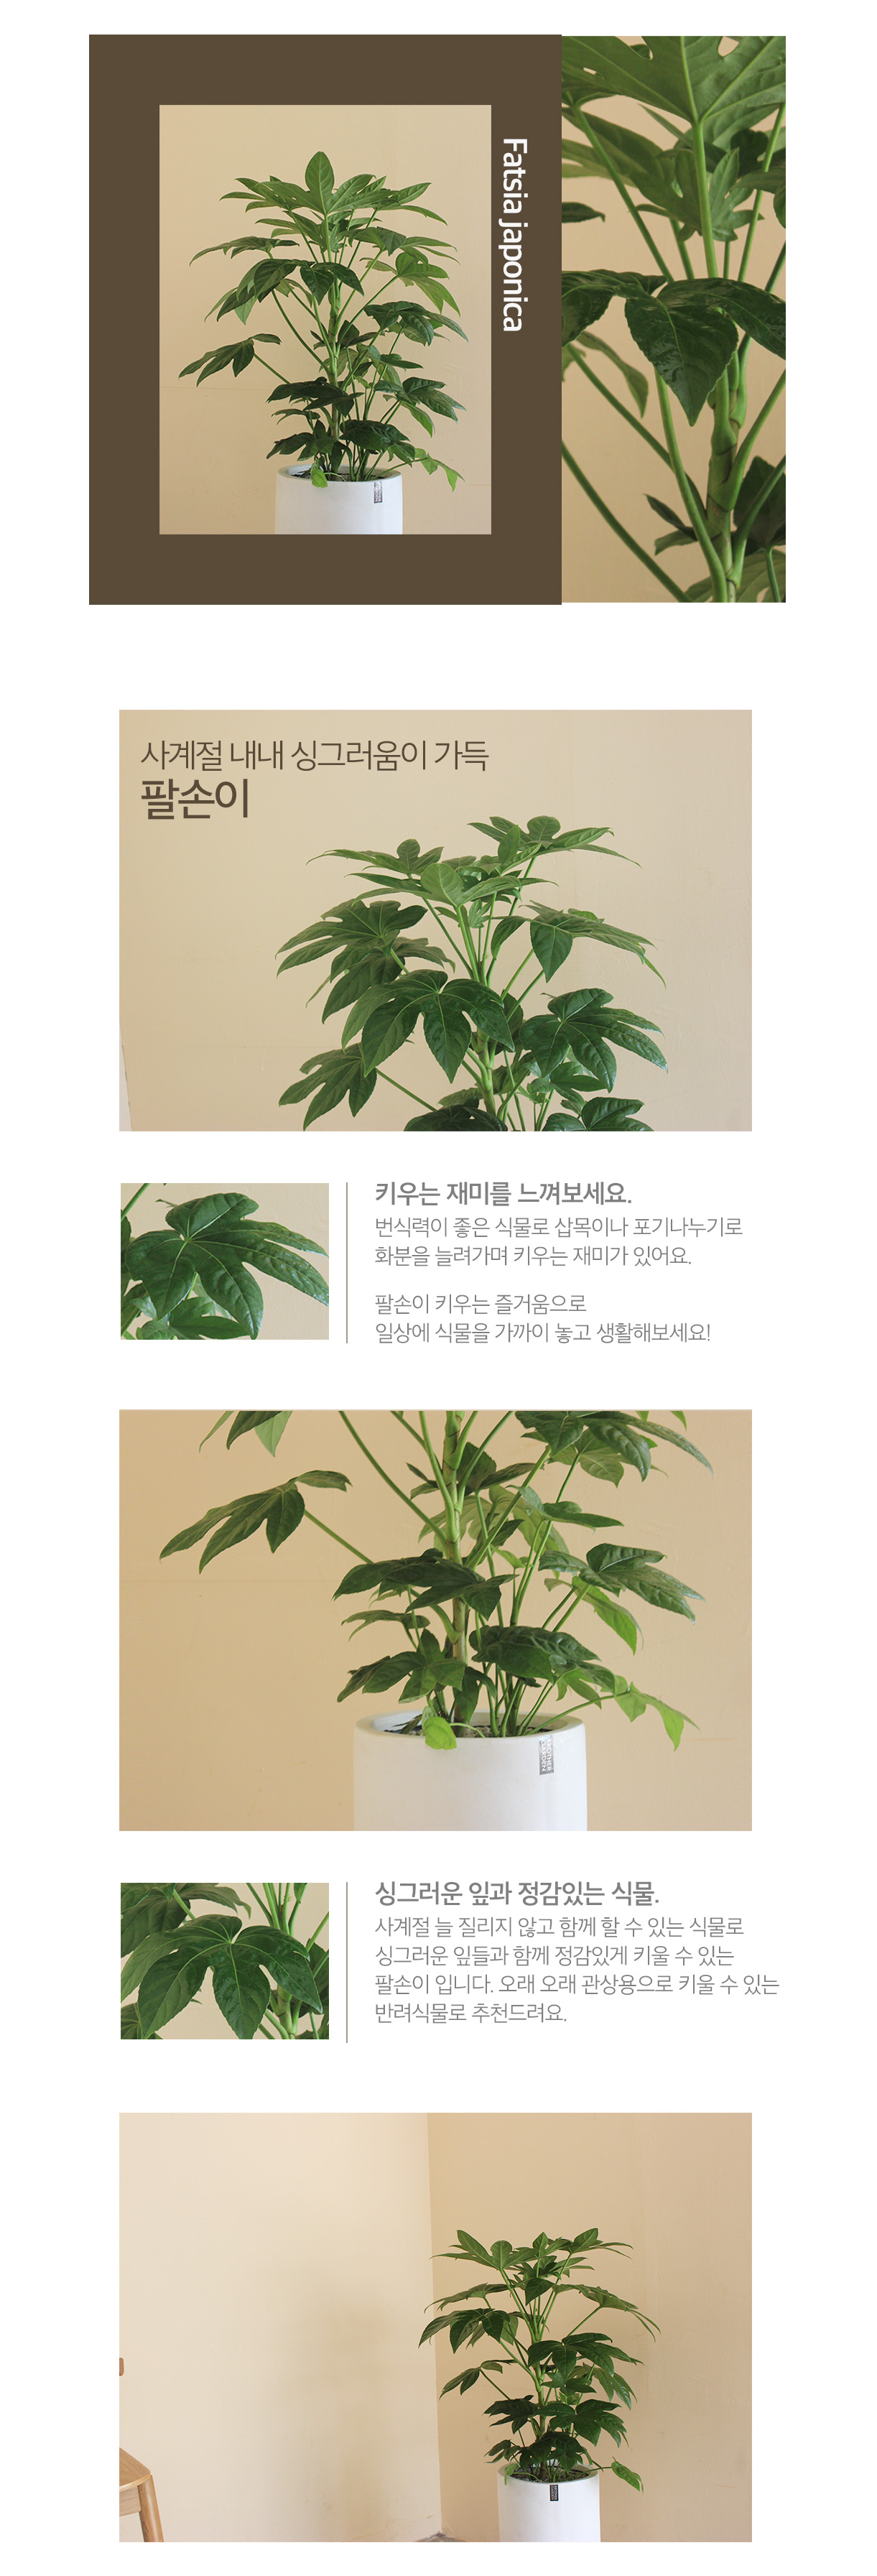 Fatsia japonica
사계절 내내 싱그러움이 가득
팔손이
키우는 재미를 느껴보세요.
번식력이 좋은 식물로 삽목이나 포기나누기로
화분을 늘려가며 키우는 재미가 있어요.
팔손이 키우는 즐거움으로
일상에 식물을 가까이 놓고 생활해보세요!
싱그러운 잎과 정감있는 식물.
사계절 늘 질리지 않고 함께 할 수 있는 식물로
싱그러운 잎들과 함께 정감있게 키울 수 있는
팔손이 입니다. 오래 오래 관상용으로 키울 수 있는
반려식물로 추천드려요.